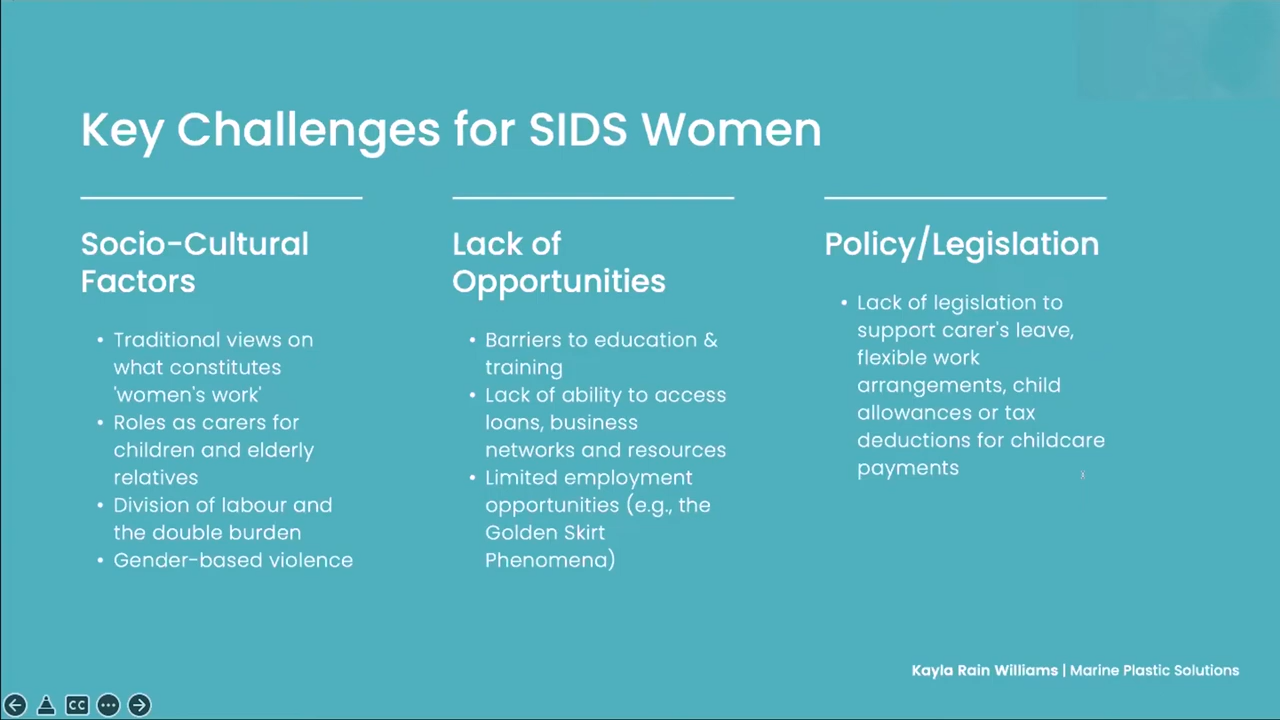 Key Challenges for SIDS Women
Socio-Cultural
Factors
• Traditional views on
what constitutes
'women's work'
• Roles as carers for
children and elderly
relatives
• Division of labour and
the double burden
• Gender-based violence
Lack of
Opportunities
• Barriers to education &
training
• Lack of ability to access
loans, business
networks and resources
• Limited employment
opportunities (e.g., the
Golden Skirt
Phenomena)
Policy/Legislation
• Lack of legislation to
support carer's leave,
flexible work
arrangements, child
allowances or tax
deductions for childcare
payments
Kayla Rain Williams | Marine Plastic Solutions
CC